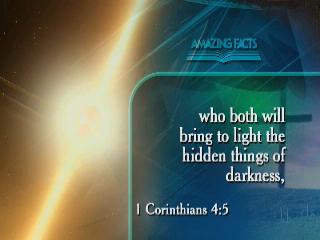 AMAZING FACTS
who both will
bring to light the
hidden things of
darkness,
1 Corinthians 4:5